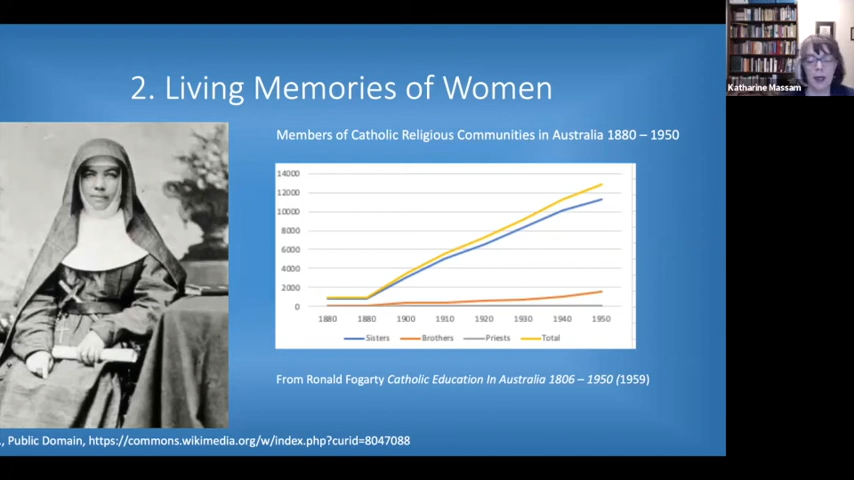 2. Living Memories of Women
Katharine Massam
Members of Catholic Religious Communities in Australia 1880 – 1950
14000
12000
10000
8000
6000
4000
2000
0
1880 1880 1900 1910 1920 1930 1940 1950
Sisters Brothers Priests Total
From Ronald Fogarty Catholic Education In Australia 1806 – 1950 (1959)
., Public Domain, https://commons.wikimedia.org/w/index.php?curid=8047088